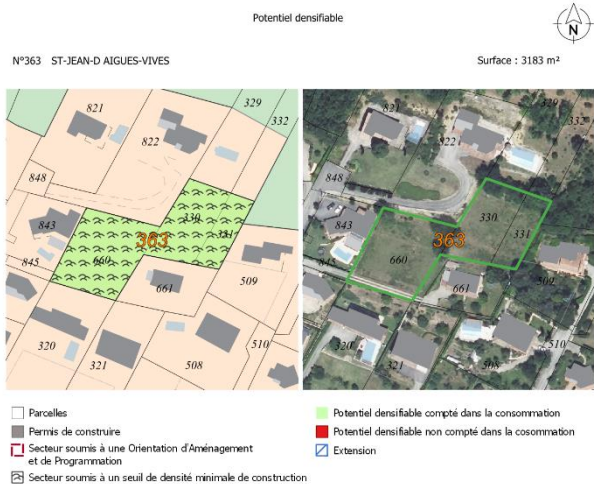 Potentiel densifiable
N
N°363 ST-JEAN-D AIGUES-VIVES
Surface : 3183 m²
821
329
332
822
848
330
843
363
331
845
660
661
509
320
321
508
510
821
329
332
822
848
330
843
363
331
845
660
661
509
320
321
508
510
Parcelles
Permis de construire
Secteur soumis à une Orientation d'Aménagement
et de Programmation
Secteur soumis à un seuil de densité minimale de construction
Potentiel densifiable compté dans la consommation
Potentiel densifiable non compté dans la cosommation
Extension